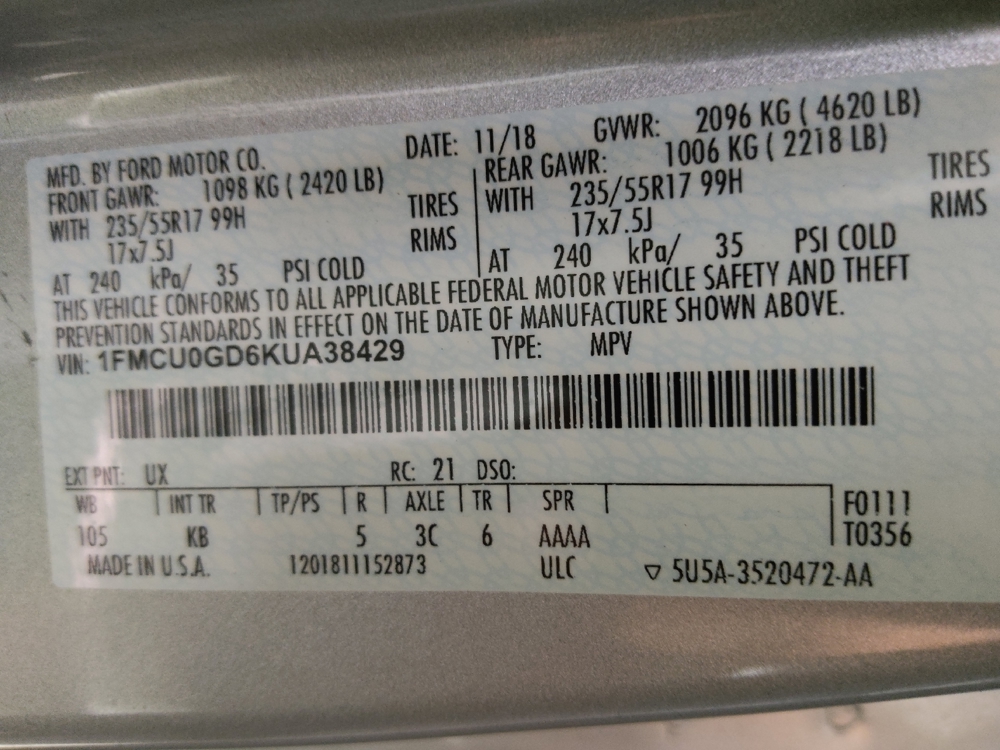 MFD. BY FORD MOTOR CO. DATE: 11/18 GVWR: 2096 KG ( 4620 LB)
FRONT GAWR: 1098 KG ( 2420 LB) REAR GAWR: 1006 KG ( 2218 LB)
WITH 235/55R17 99H TIRES WITH 235/55R17 99H TIRES
17x7.5J RIMS 17x7.5J RIMS
AT 240 kPa/ 35 PSI COLD AT 240 kPa/ 35 PSI COLD
THIS VEHICLE CONFORMS TO ALL APPLICABLE FEDERAL MOTOR VEHICLE SAFETY AND THEFT
PREVENTION STANDARDS IN EFFECT ON THE DATE OF MANUFACTURE SHOWN ABOVE.
VIN: 1FMCU0GD6KUA38429 TYPE: MPV
EXT PNT: UX RC: 21 DSO:
WB INT TR TP/PS R AXLE TR SPR F0111
105 KB 5 3C 6 AAAA T0356
MADE IN U.S.A. 1201811152873 ULC ▽ 5U5A-3520472-AA